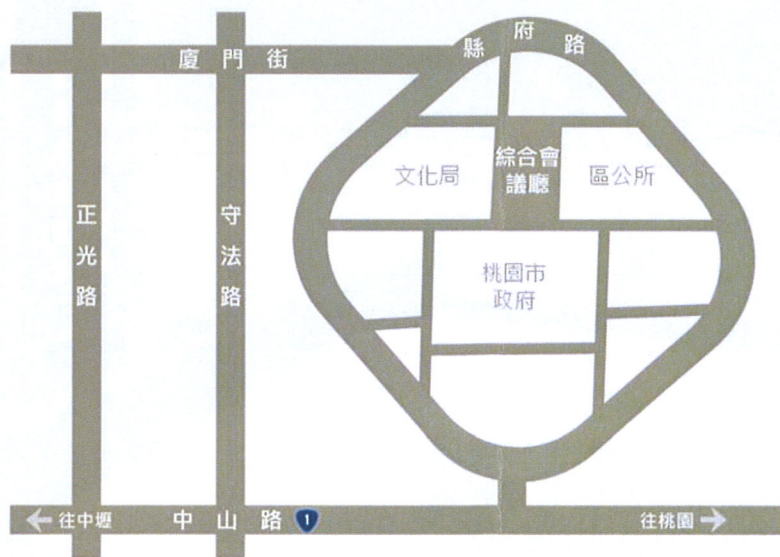 縣府路
廈門街
文化局
綜合會
議廳
區公所
正光路
守法路
桃園市
政府
往中壢
中山路
1
往桃園